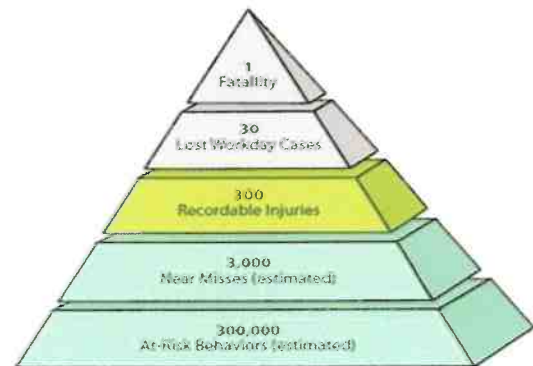 1
Fatallity
30
Lost Workday Cases
300
Recordable Injuries
3,000
Near Misses (estimated)
300,000
At-Risk Behaviors (estimated)